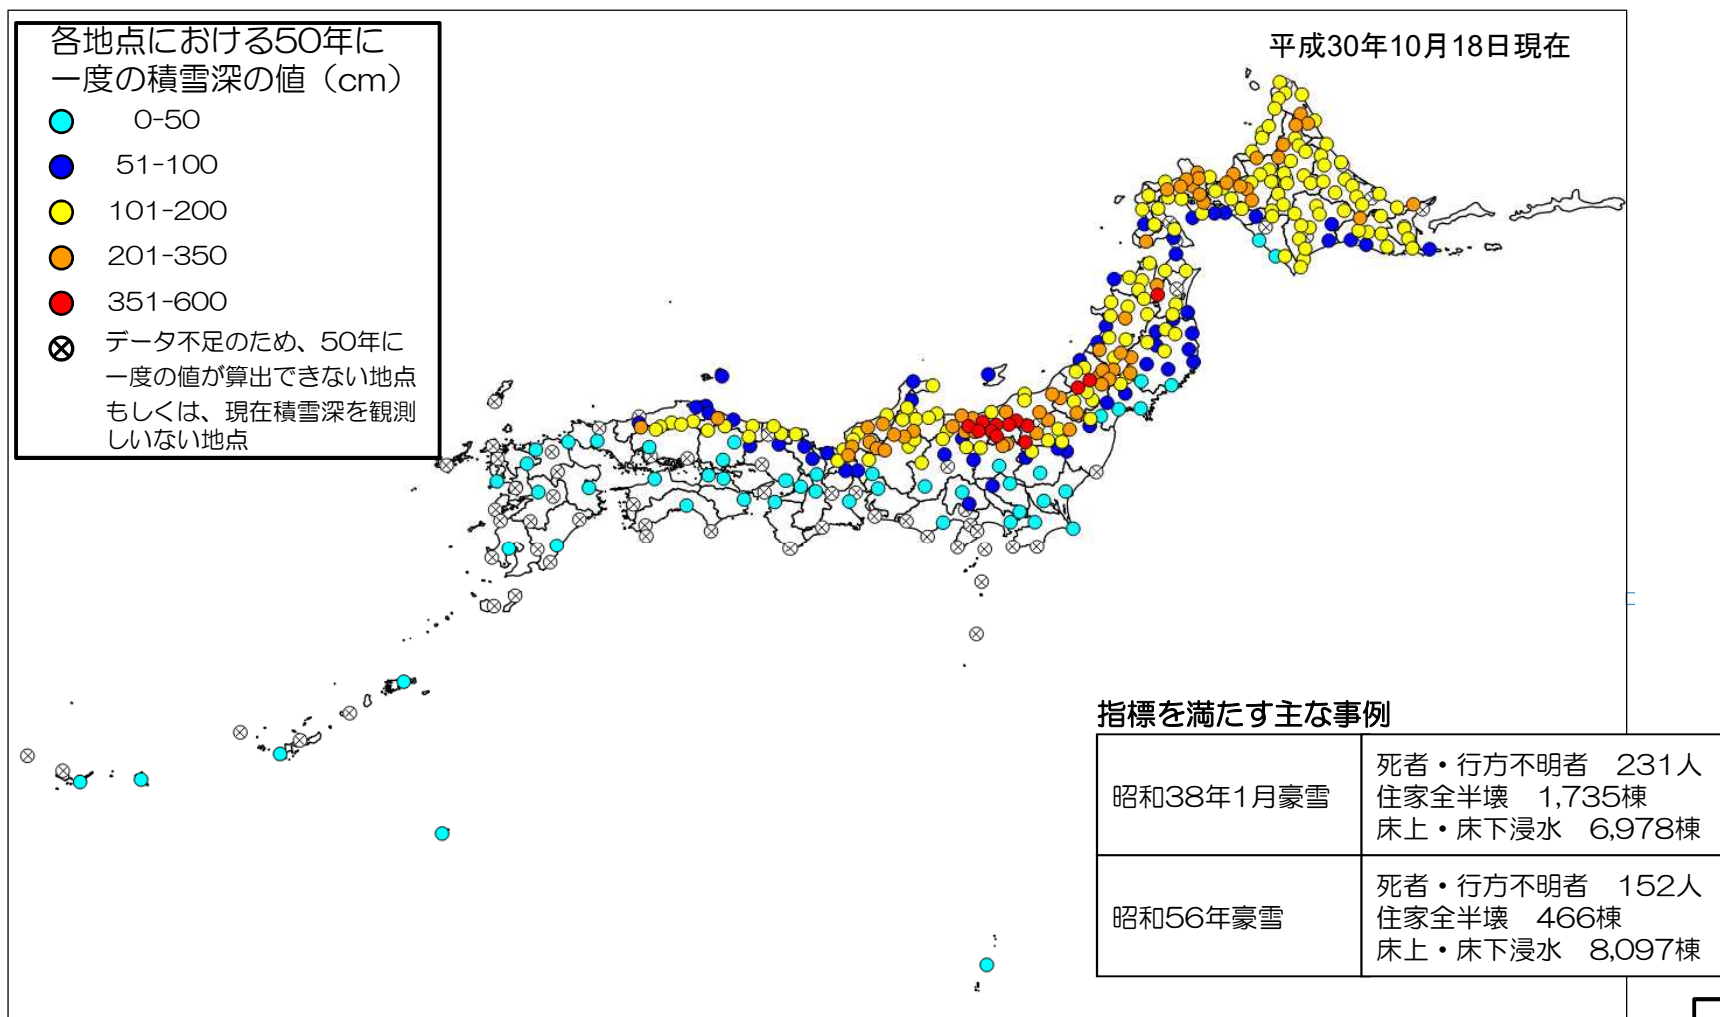 各地点における50年に
一度の積雪深の値（cm）
0-50
51-100
101-200
201-350
351-600
データ不足のため、50年に
一度の値が算出できない地点
もしくは、現在積雪深を観測
しいない地点
平成30年10月18日現在
指標を満たす主な事例
昭和38年1月豪雪
死者・行方不明者　231人
住家全半壊　1,735棟
床上・床下浸水　6,978棟
昭和56年豪雪
死者・行方不明者　152人
住家全半壊　466棟
床上・床下浸水　8,097棟